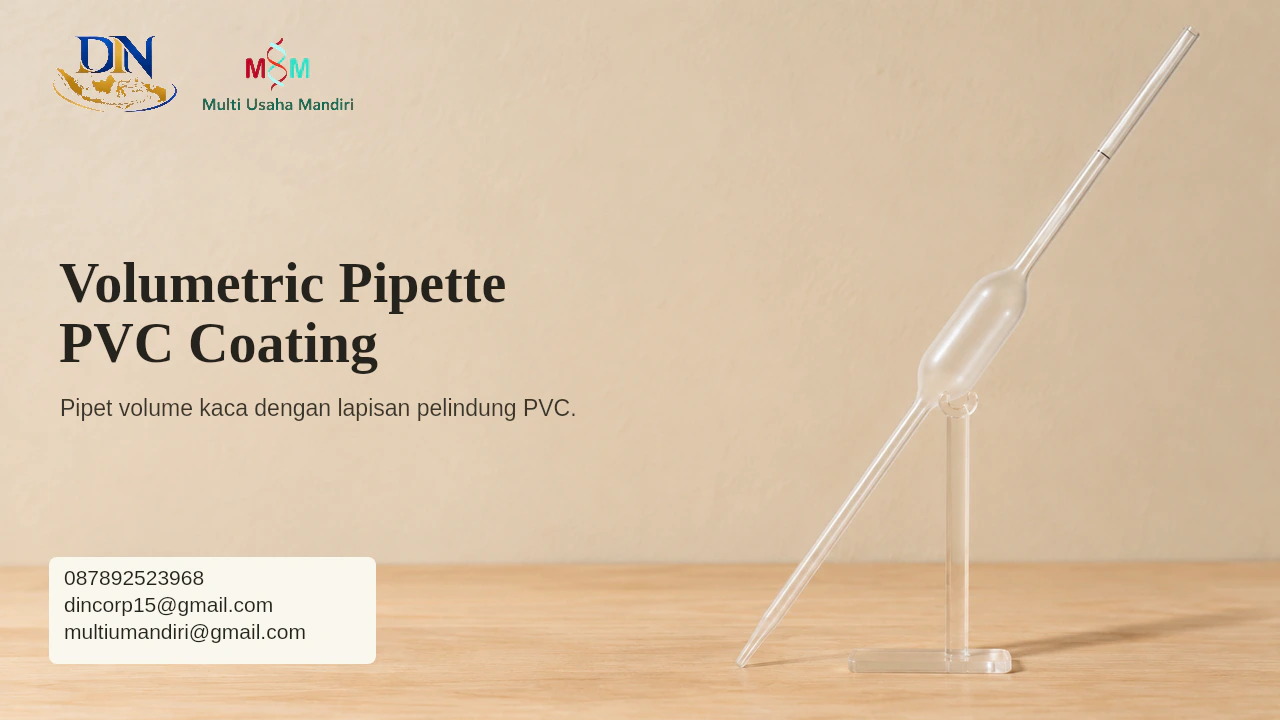 DIN
MSM
Multi Usaha Mandiri
Volumetric Pipette
PVC Coating
Pipet volume kaca dengan lapisan pelindung PVC.
087892523968
dincorp15@gmail.com
multiumandiri@gmail.com